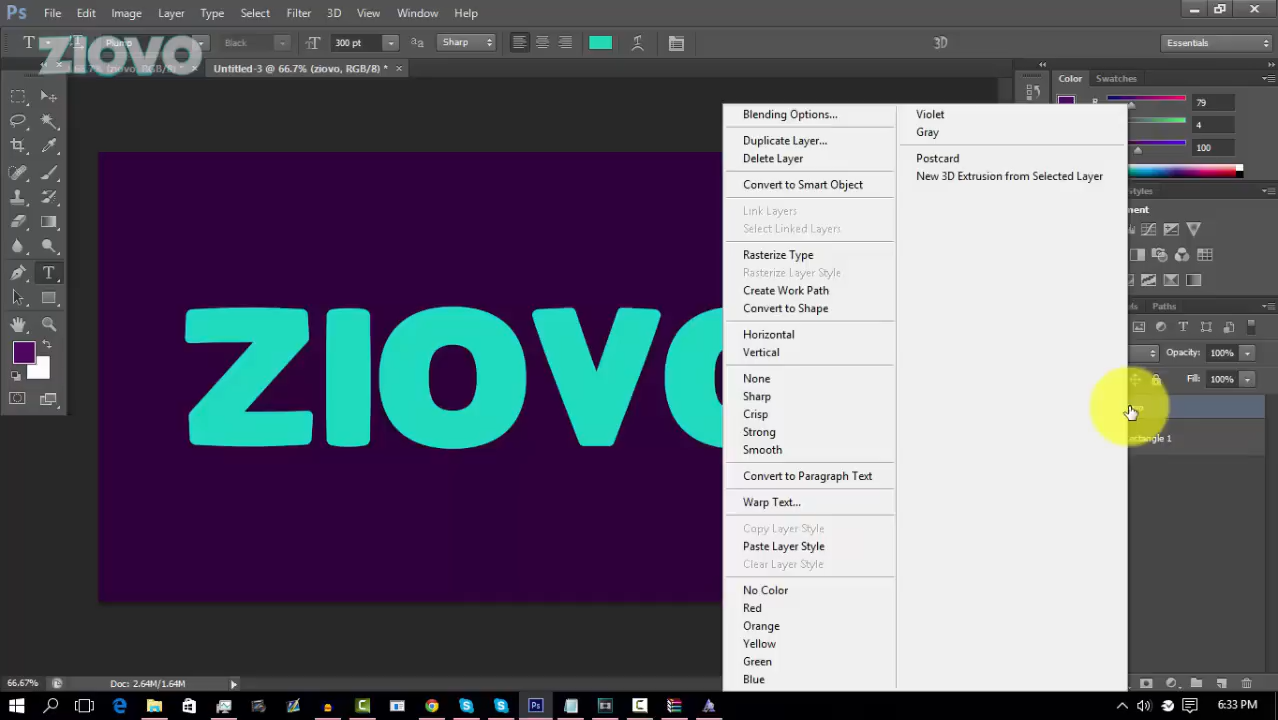 Ps File Edit Image Layer Type Select Filter 3D View Window Help
T Plump Black 300 pt Sharp 3D Essentials
ZIOVO
Untitled-3 @ 66.7% (ziovo, RGB/8) *
Color Swatches
79
4
100
Blending Options...
Duplicate Layer...
Delete Layer
Convert to Smart Object
Link Layers
Select Linked Layers
Rasterize Type
Rasterize Layer Style
Create Work Path
Convert to Shape
Horizontal
Vertical
None
Sharp
Crisp
Strong
Smooth
Convert to Paragraph Text
Warp Text...
Copy Layer Style
Paste Layer Style
Clear Layer Style
No Color
Red
Orange
Yellow
Green
Blue
Violet
Gray
Postcard
New 3D Extrusion from Selected Layer
Styles
Paths
Opacity: 100%
Fill: 100%
ZIOVO
66.67% Doc: 2.64M/1.64M
6:33 PM